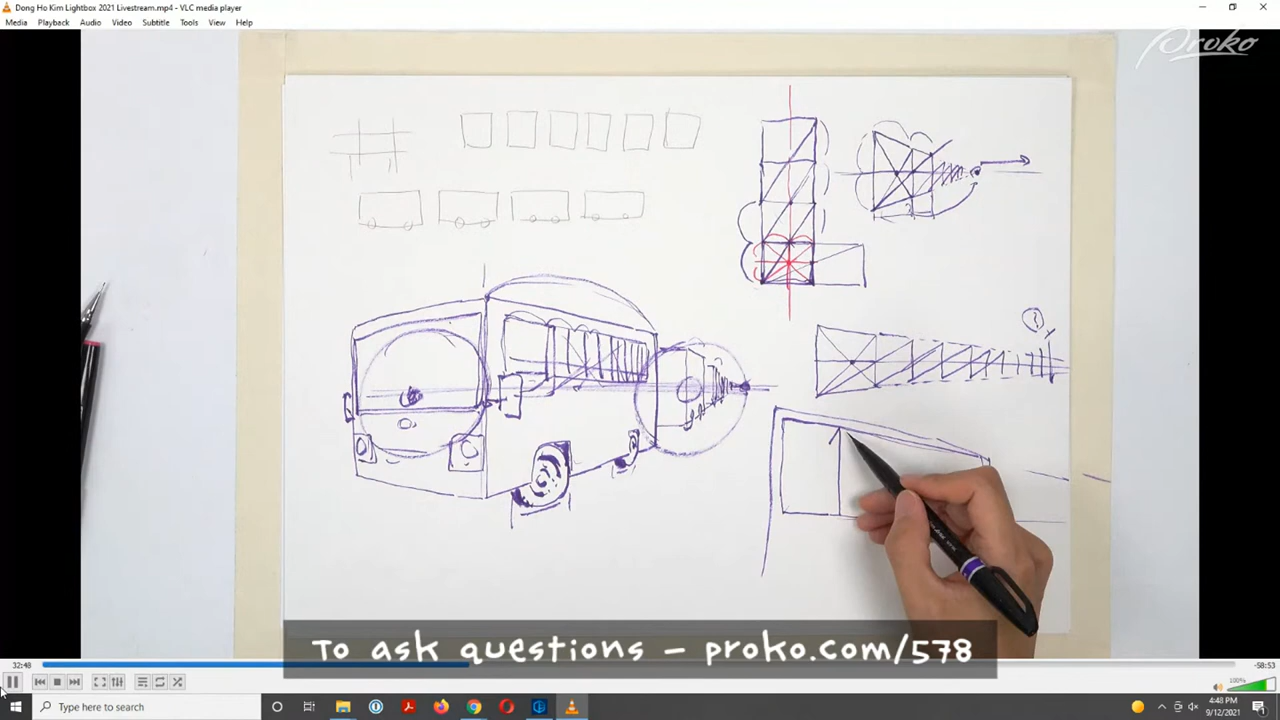 Dong Ho Kim Lightbox 2021 Livestream.mp4 - VLC media player
Media Playback Audio Video Subtitle Tools View Help
Proko
To ask questions - proko.com/578
32:48
-58:53
100%
Type here to search
4:48 PM
9/12/2021